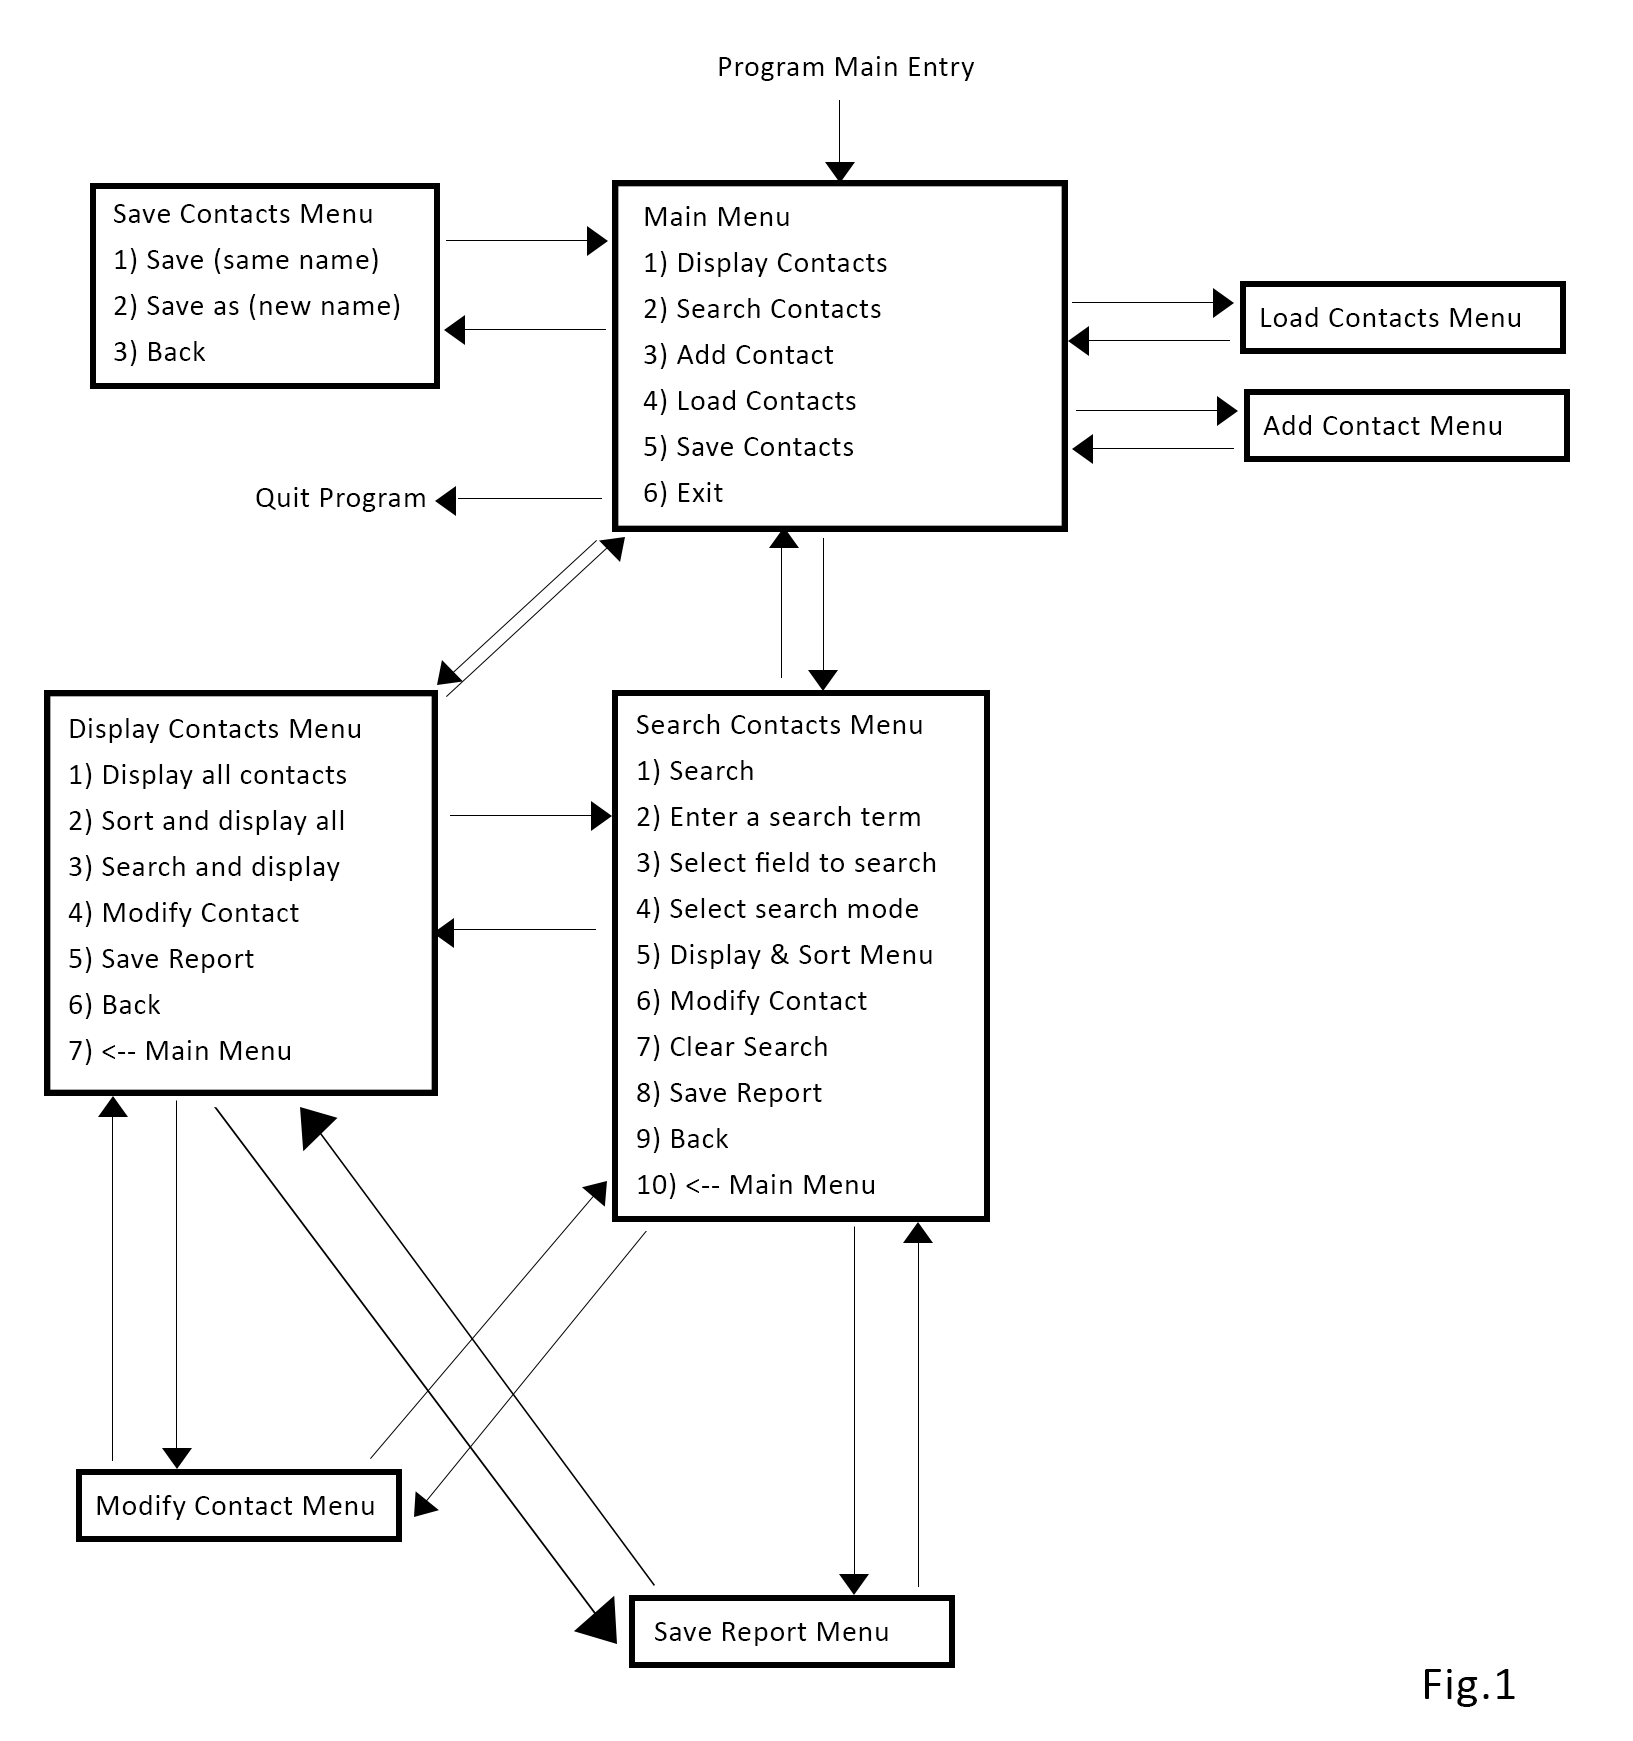 Program Main Entry
Save Contacts Menu
1) Save (same name)
2) Save as (new name)
3) Back
Main Menu
1) Display Contacts
2) Search Contacts
3) Add Contact
4) Load Contacts
5) Save Contacts
6) Exit
Load Contacts Menu
Add Contact Menu
Quit Program
Display Contacts Menu
1) Display all contacts
2) Sort and display all
3) Search and display
4) Modify Contact
5) Save Report
6) Back
7) <-- Main Menu
Search Contacts Menu
1) Search
2) Enter a search term
3) Select field to search
4) Select search mode
5) Display & Sort Menu
6) Modify Contact
7) Clear Search
8) Save Report
9) Back
10) <-- Main Menu
Modify Contact Menu
Save Report Menu
Fig.1